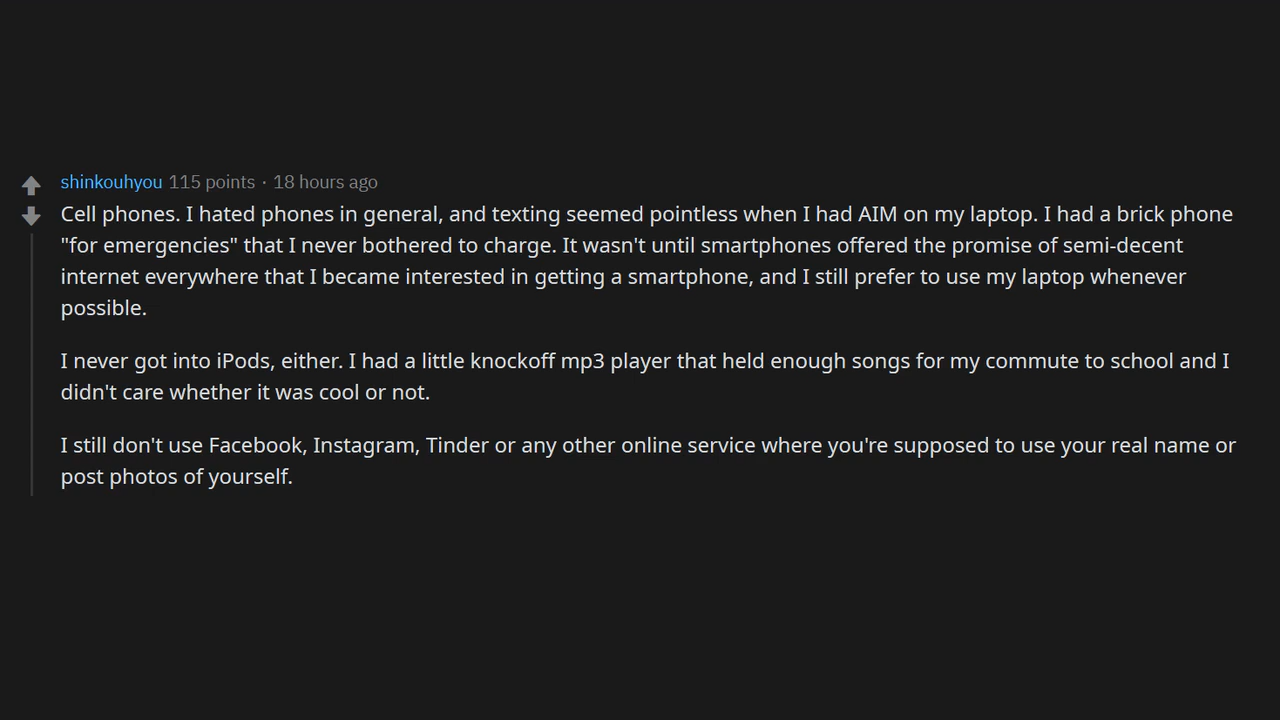 shinkouhyou 115 points · 18 hours ago
Cell phones. I hated phones in general, and texting seemed pointless when I had AIM on my laptop. I had a brick phone
"for emergencies" that I never bothered to charge. It wasn't until smartphones offered the promise of semi-decent
internet everywhere that I became interested in getting a smartphone, and I still prefer to use my laptop whenever
possible.
I never got into iPods, either. I had a little knockoff mp3 player that held enough songs for my commute to school and I
didn't care whether it was cool or not.
I still don't use Facebook, Instagram, Tinder or any other online service where you're supposed to use your real name or
post photos of yourself.